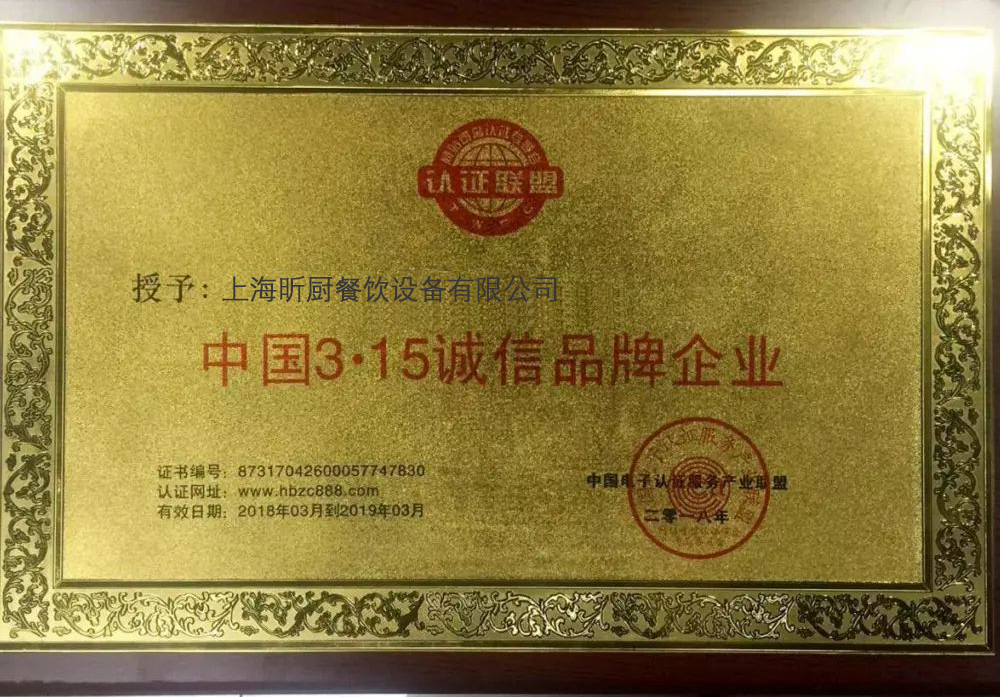 认证联盟
授予：上海昕厨餐饮设备有限公司
中国3·15诚信品牌企业
证书编号：87317042600057747830
认证网址：www.hbzc888.com
有效日期：2018年03月到2019年03月
中国电子认证服务产业联盟
二零一八年